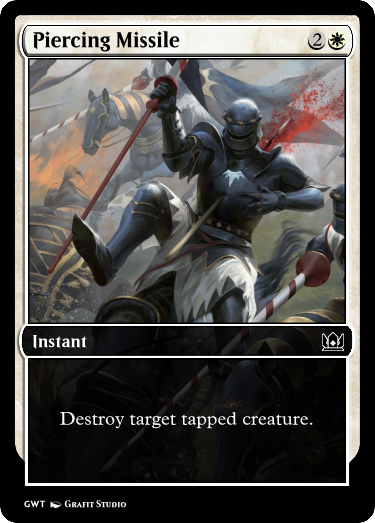 Piercing Missile 2
Instant
Destroy target tapped creature.
GWT Grafit Studio